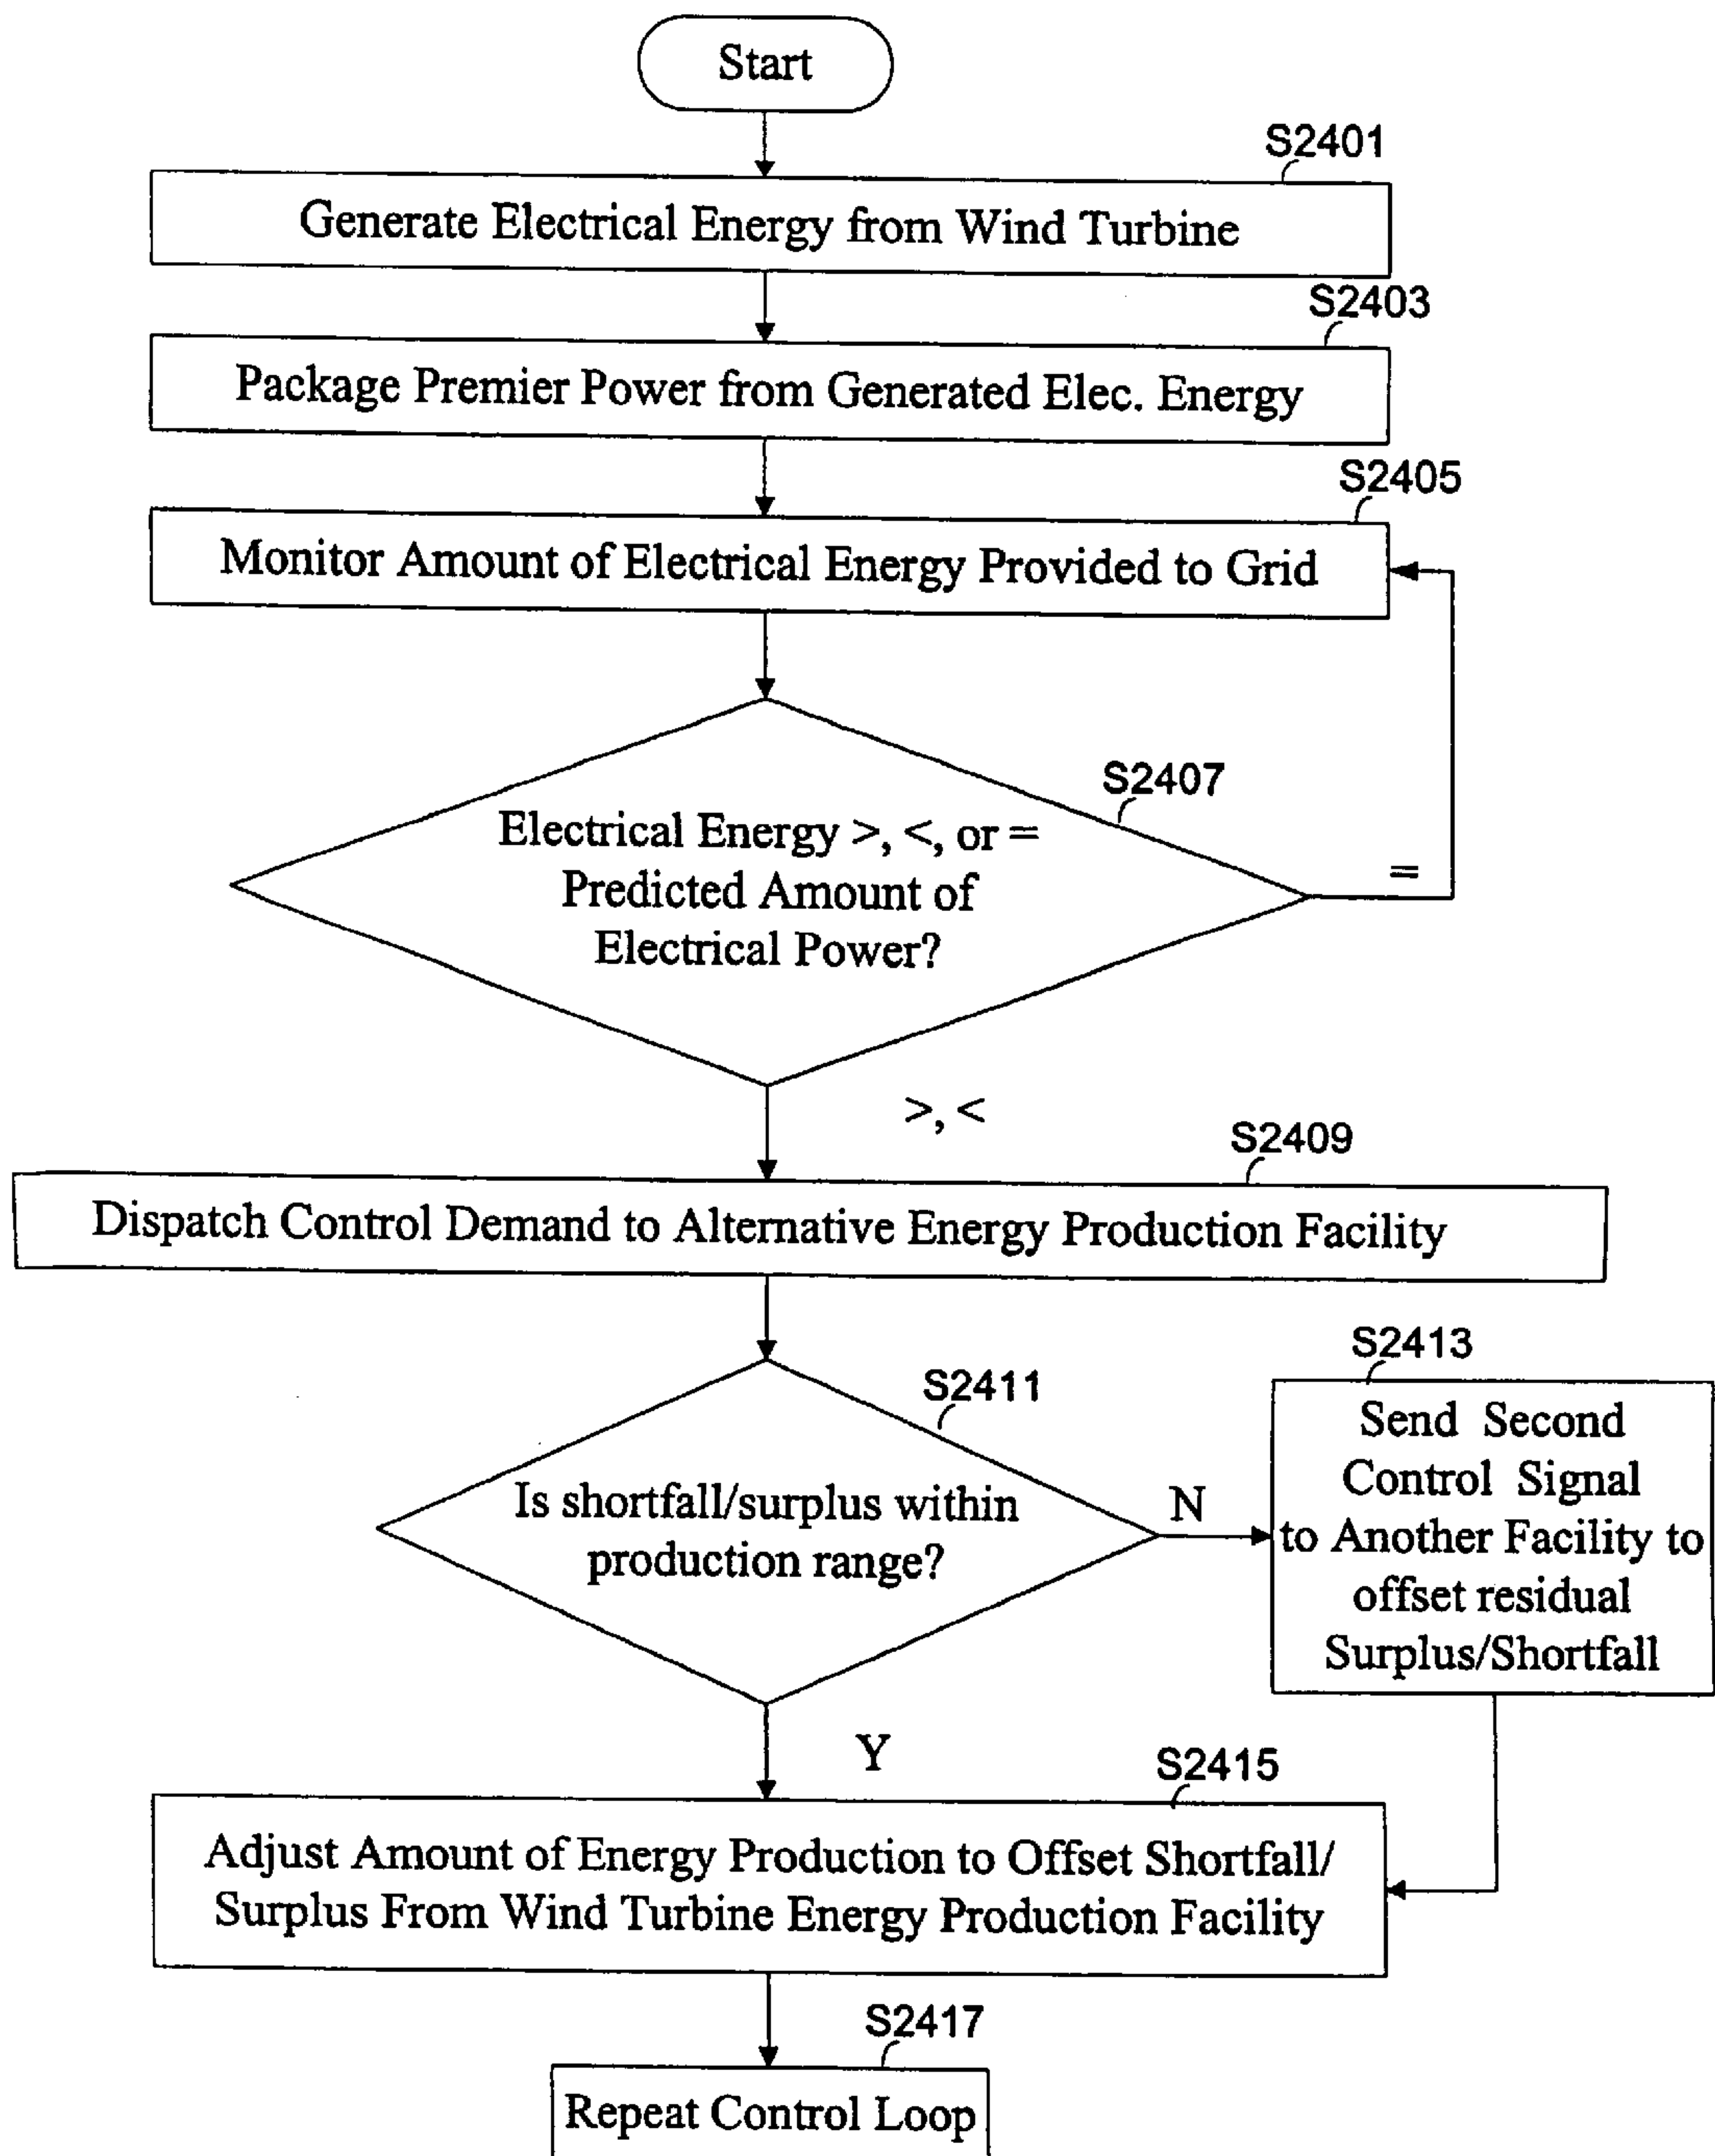 Start
S2401
Generate Electrical Energy from Wind Turbine
S2403
Package Premier Power from Generated Elec. Energy
S2405
Monitor Amount of Electrical Energy Provided to Grid
S2407
Electrical Energy >, <, or =
Predicted Amount of
Electrical Power?
=
>, <
S2409
Dispatch Control Demand to Alternative Energy Production Facility
S2411
Is shortfall/surplus within
production range?
N
S2413
Send Second
Control Signal
to Another Facility to
offset residual
Surplus/Shortfall
Y
S2415
Adjust Amount of Energy Production to Offset Shortfall/
Surplus From Wind Turbine Energy Production Facility
S2417
Repeat Control Loop